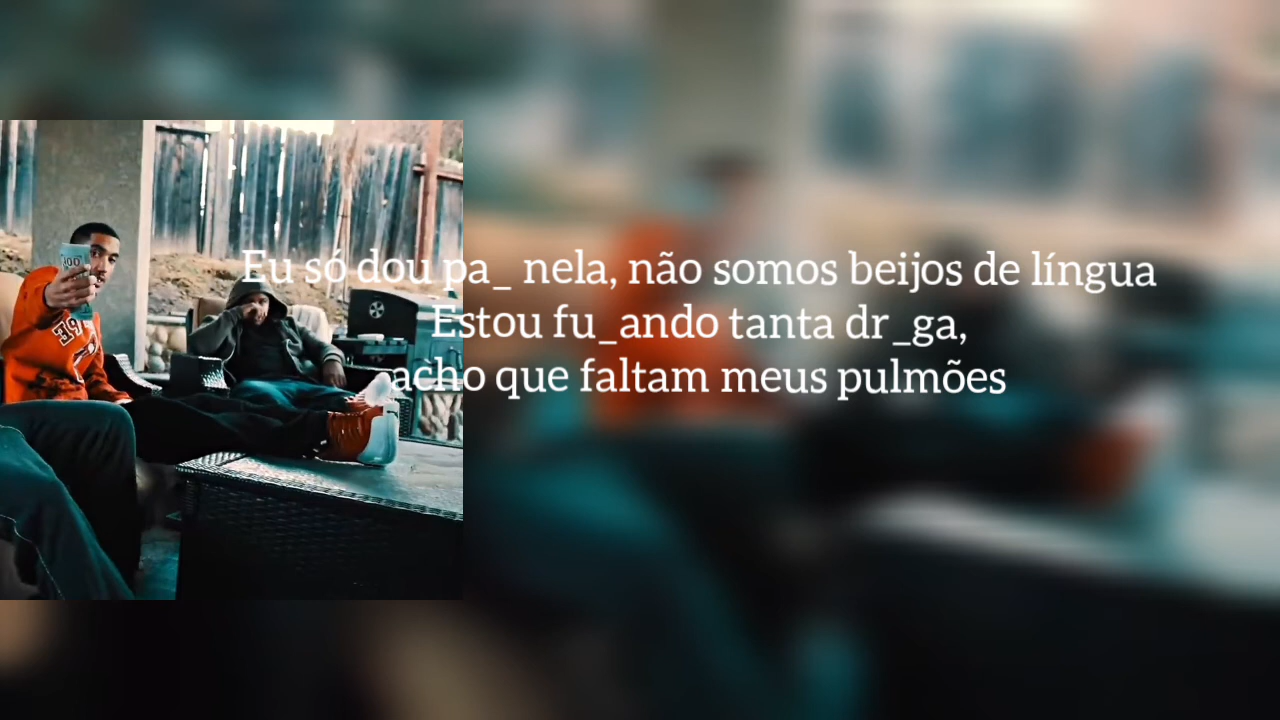 Eu só dou pa_ nela, não somos beijos de língua
Estou fu_ando tanta dr_ga,
acho que faltam meus pulmões
100